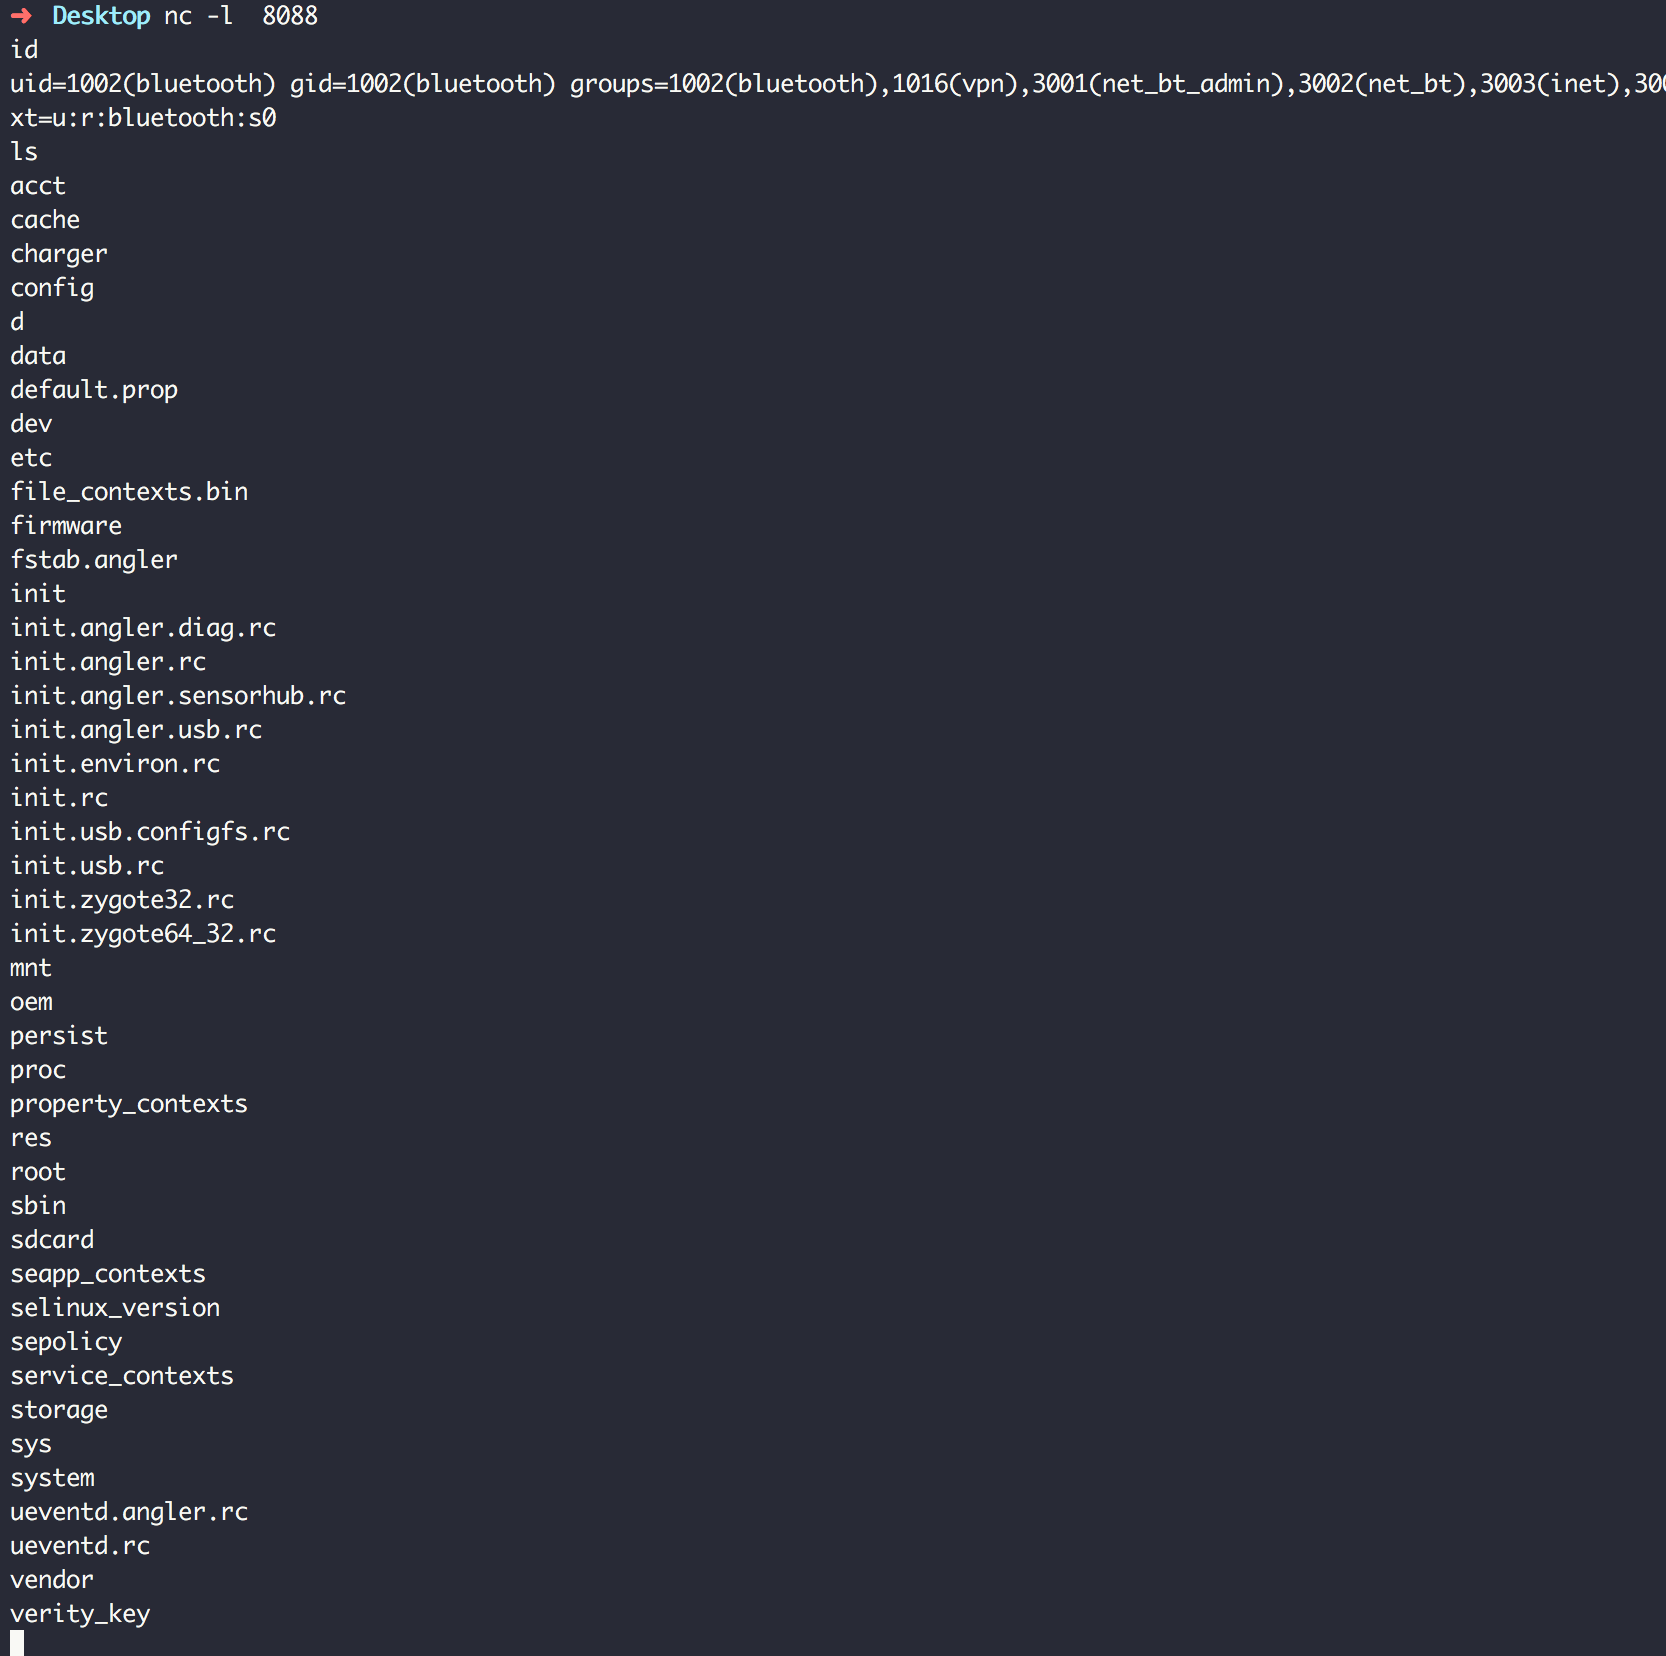 ➜ Desktop nc -l 8088
id
uid=1002(bluetooth) gid=1002(bluetooth) groups=1002(bluetooth),1016(vpn),3001(net_bt_admin),3002(net_bt),3003(inet),300
xt=u:r:bluetooth:s0
ls
acct
cache
charger
config
d
data
default.prop
dev
etc
file_contexts.bin
firmware
fstab.angler
init
init.angler.diag.rc
init.angler.rc
init.angler.sensorhub.rc
init.angler.usb.rc
init.environ.rc
init.rc
init.usb.configfs.rc
init.usb.rc
init.zygote32.rc
init.zygote64_32.rc
mnt
oem
persist
proc
property_contexts
res
root
sbin
sdcard
seapp_contexts
selinux_version
sepolicy
service_contexts
storage
sys
system
ueventd.angler.rc
ueventd.rc
vendor
verity_key